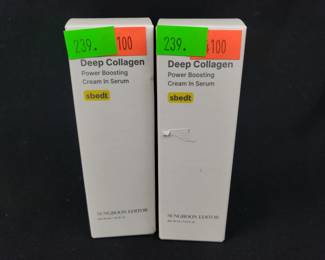 239.
100
Deep Collagen
Power Boosting
Cream In Serum
sbedt
SUNGBOON EDITOR
239.
100
Deep Collagen
Power Boosting
Cream In Serum
sbedt
SUNGBOON EDITOR